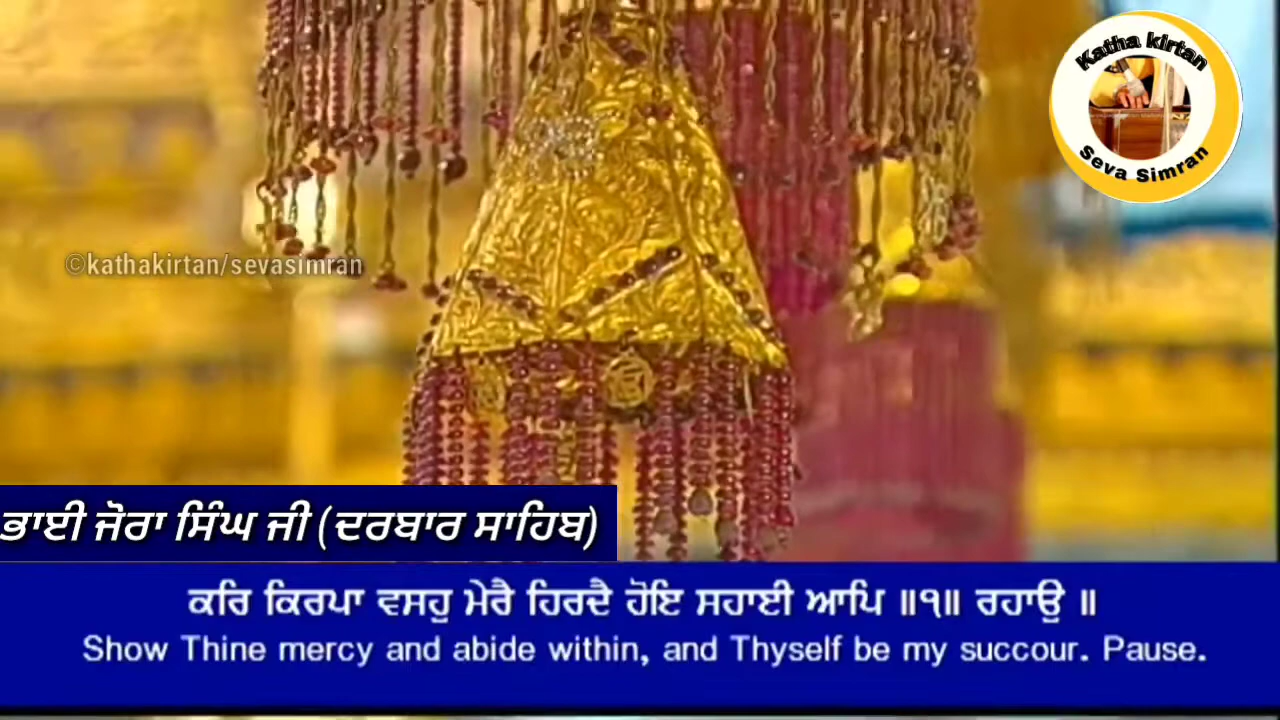 Katha kirtan
Seva Simran
©kathakirtan/sevasimran
ਭਾਈ ਜੋਰਾ ਸਿੰਘ ਜੀ (ਦਰਬਾਰ ਸਾਹਿਬ)
ਕਰਿ ਕਿਰਪਾ ਵਸਹੁ ਮੇਰੈ ਹਿਰਦੈ ਹੋਇ ਸਹਾਈ ਆਪਿ ॥੧॥ ਰਹਾਉ ॥
Show Thine mercy and abide within, and Thyself be my succour. Pause.